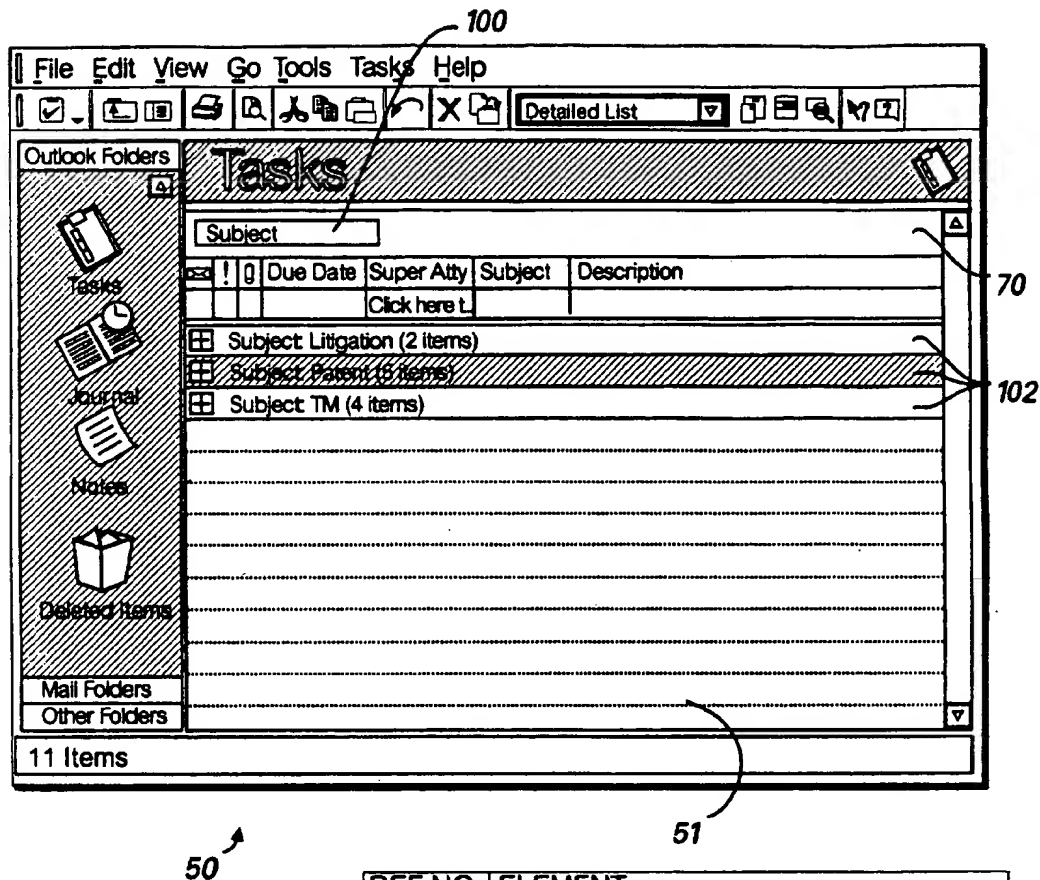 100
File Edit View Go Tools Tasks Help
Detailed List
Outlook Folders
Tasks
Subject
70
! Due Date Super Atty Subject Description
Click here t..
Tasks
Subject: Litigation (2 items)
Subject: Patent (5 items)
102
Journal
Subject: TM (4 items)
Notes
Deleted Items
Mail Folders
Other Folders
11 Items
51
50
REF.NO. ELEMENT